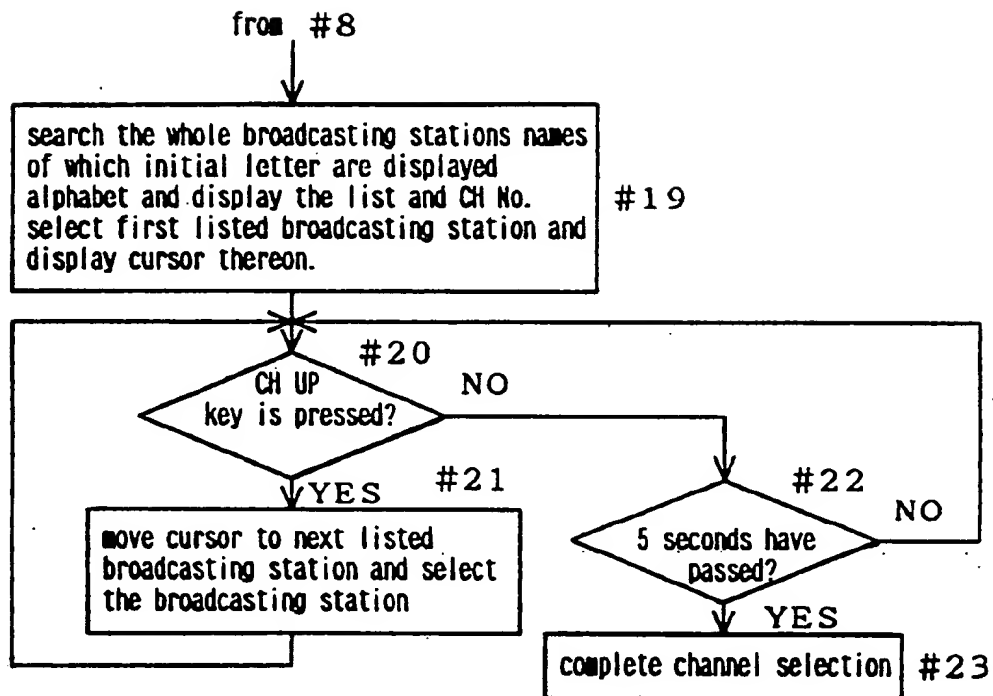 from #8
search the whole broadcasting stations names
of which initial letter are displayed
alphabet and display the list and CH No.
select first listed broadcasting station and
display cursor thereon.
#19
#20
CH UP
key is pressed?
NO
YES
#21
move cursor to next listed
broadcasting station and select
the broadcasting station
#22
5 seconds have
passed?
NO
YES
complete channel selection
#23